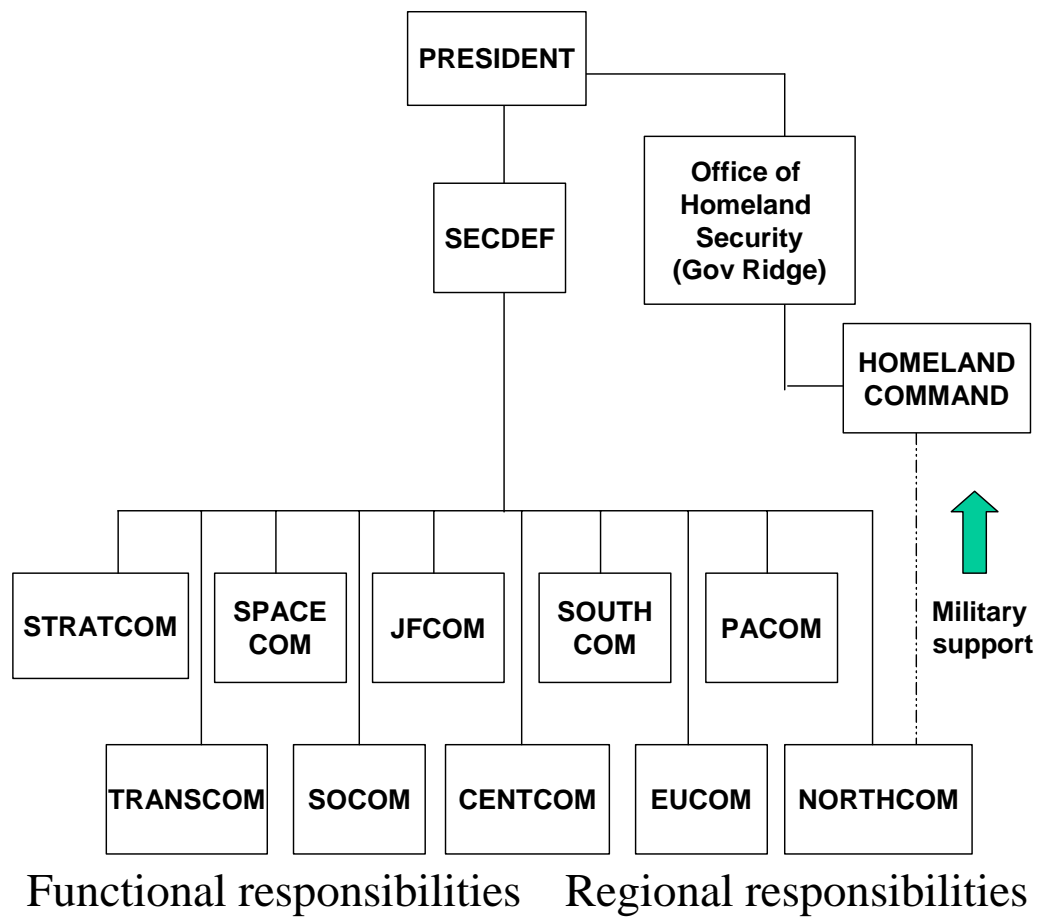 PRESIDENT
Office of
Homeland
Security
(Gov Ridge)
SECDEF
HOMELAND
COMMAND
STRATCOM
SPACE
COM
JFCOM
SOUTH
COM
PACOM
Military
support
TRANSCOM
SOCOM
CENTCOM
EUCOM
NORTHCOM
Functional responsibilities
Regional responsibilities